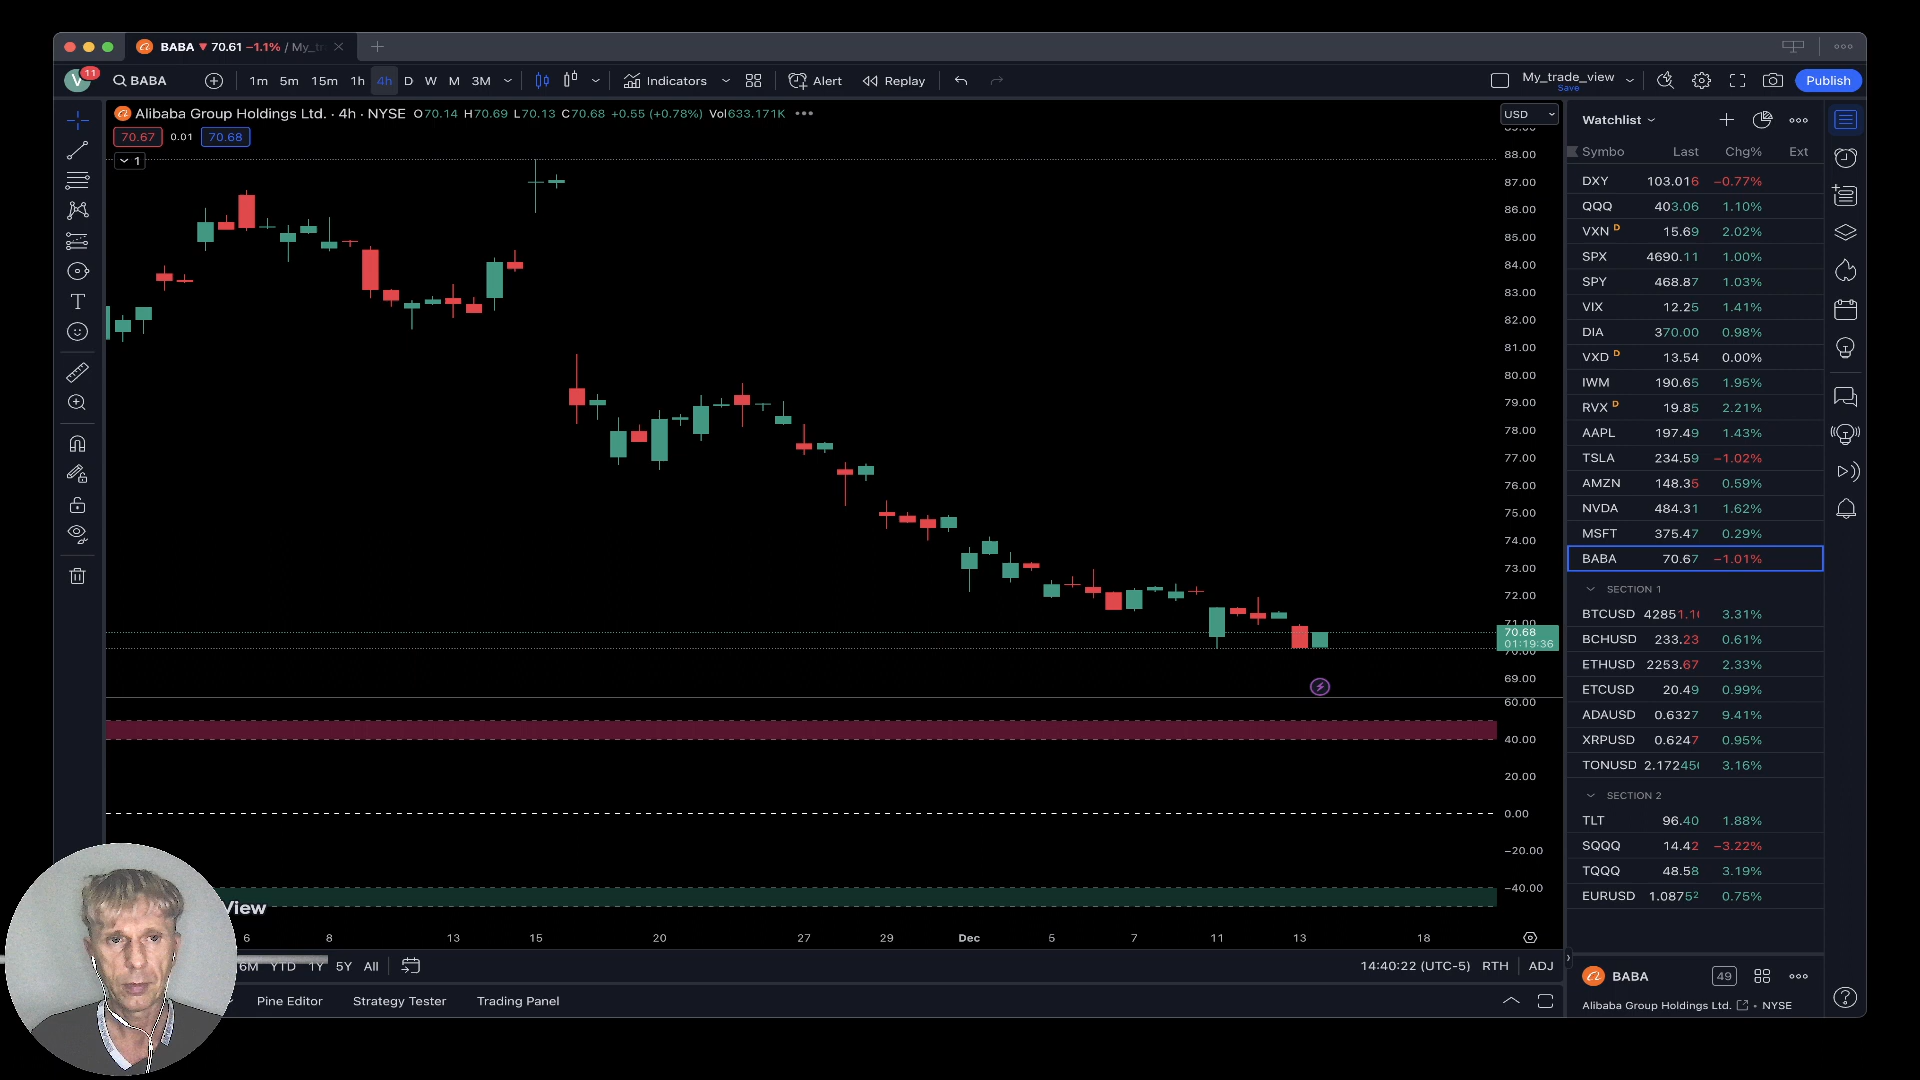 BABA ▼ 70.61 −1.1% / My_tr
V 11 BABA 1m 5m 15m 1h 4h D W M 3M Indicators Alert Replay My_trade_view Save Publish
Alibaba Group Holdings Ltd. · 4h · NYSE O70.14 H70.69 L70.13 C70.68 +0.55 (+0.78%) Vol633.171K
70.67 0.01 70.68
1
USD
88.00
87.00
86.00
85.00
84.00
83.00
82.00
81.00
80.00
79.00
78.00
77.00
76.00
75.00
74.00
73.00
72.00
71.00
70.68
01:19:36
70.00
69.00
60.00
40.00
20.00
0.00
−20.00
−40.00
View
6 8 13 15 20 27 29 Dec 5 7 11 13 18
6M YTD 1Y 5Y All
14:40:22 (UTC-5) RTH ADJ
Pine Editor Strategy Tester Trading Panel
Watchlist
Symbo Last Chg% Ext
DXY 103.016 −0.77%
QQQ 403.06 1.10%
VXN D 15.69 2.02%
SPX 4690.11 1.00%
SPY 468.87 1.03%
VIX 12.25 1.41%
DIA 370.00 0.98%
VXD D 13.54 0.00%
IWM 190.65 1.95%
RVX D 19.85 2.21%
AAPL 197.49 1.43%
TSLA 234.59 −1.02%
AMZN 148.35 0.59%
NVDA 484.31 1.62%
MSFT 375.47 0.29%
BABA 70.67 −1.01%
SECTION 1
BTCUSD 42851.1 3.31%
BCHUSD 233.23 0.61%
ETHUSD 2253.67 2.33%
ETCUSD 20.49 0.99%
ADAUSD 0.6327 9.41%
XRPUSD 0.6247 0.95%
TONUSD 2.1724 3.16%
SECTION 2
TLT 96.40 1.88%
SQQQ 14.42 −3.22%
TQQQ 48.58 3.19%
EURUSD 1.08752 0.75%
BABA 49
Alibaba Group Holdings Ltd. • NYSE